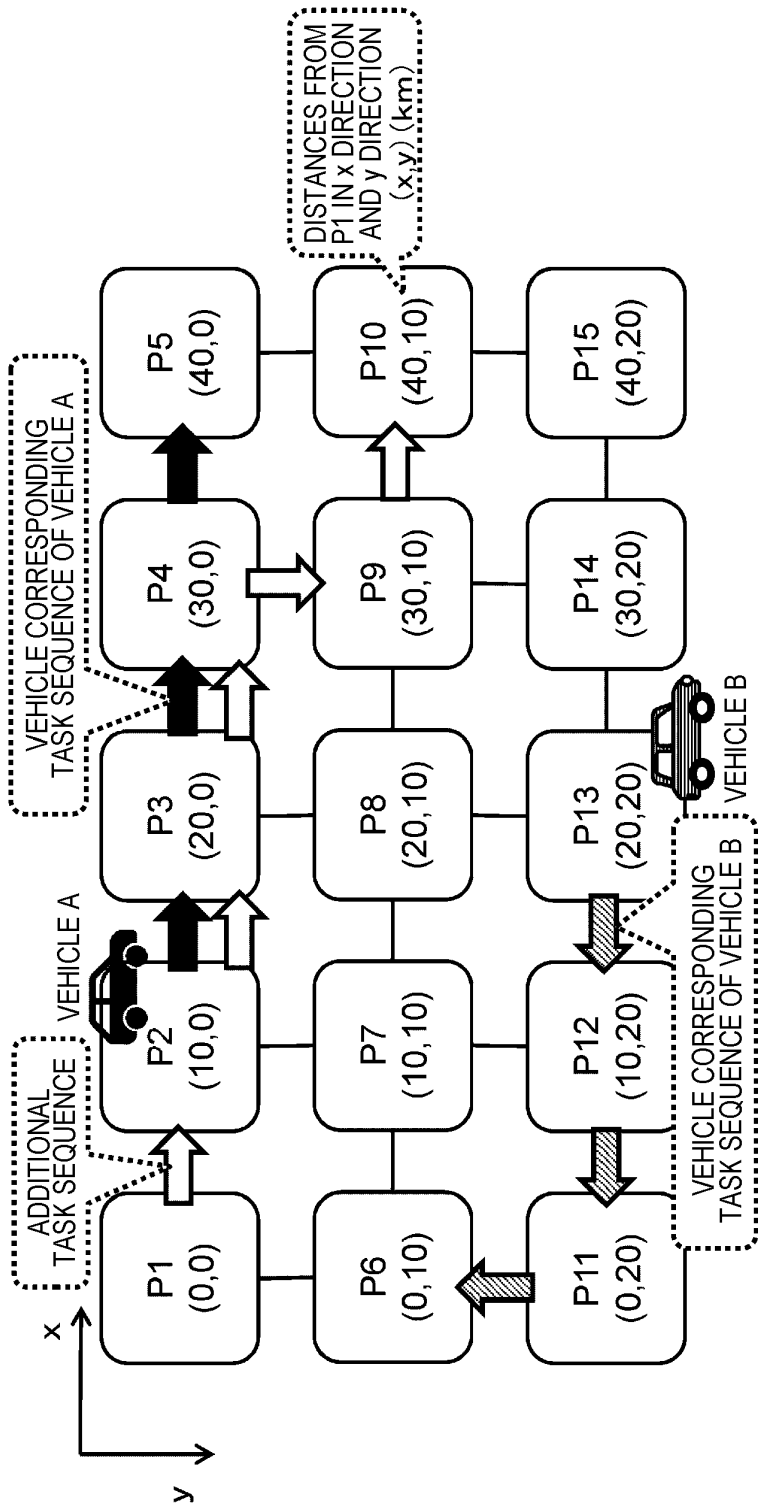 x
y
ADDITIONAL
TASK SEQUENCE
VEHICLE A
VEHICLE CORRESPONDING
TASK SEQUENCE OF VEHICLE A
P1
(0,0)
P2
(10,0)
P3
(20,0)
P4
(30,0)
P5
(40,0)
DISTANCES FROM
P1 IN x DIRECTION
AND y DIRECTION
(x,y) (km)
P6
(0,10)
P7
(10,10)
P8
(20,10)
P9
(30,10)
P10
(40,10)
P11
(0,20)
P12
(10,20)
P13
(20,20)
P14
(30,20)
P15
(40,20)
VEHICLE CORRESPONDING
TASK SEQUENCE OF VEHICLE B
VEHICLE B